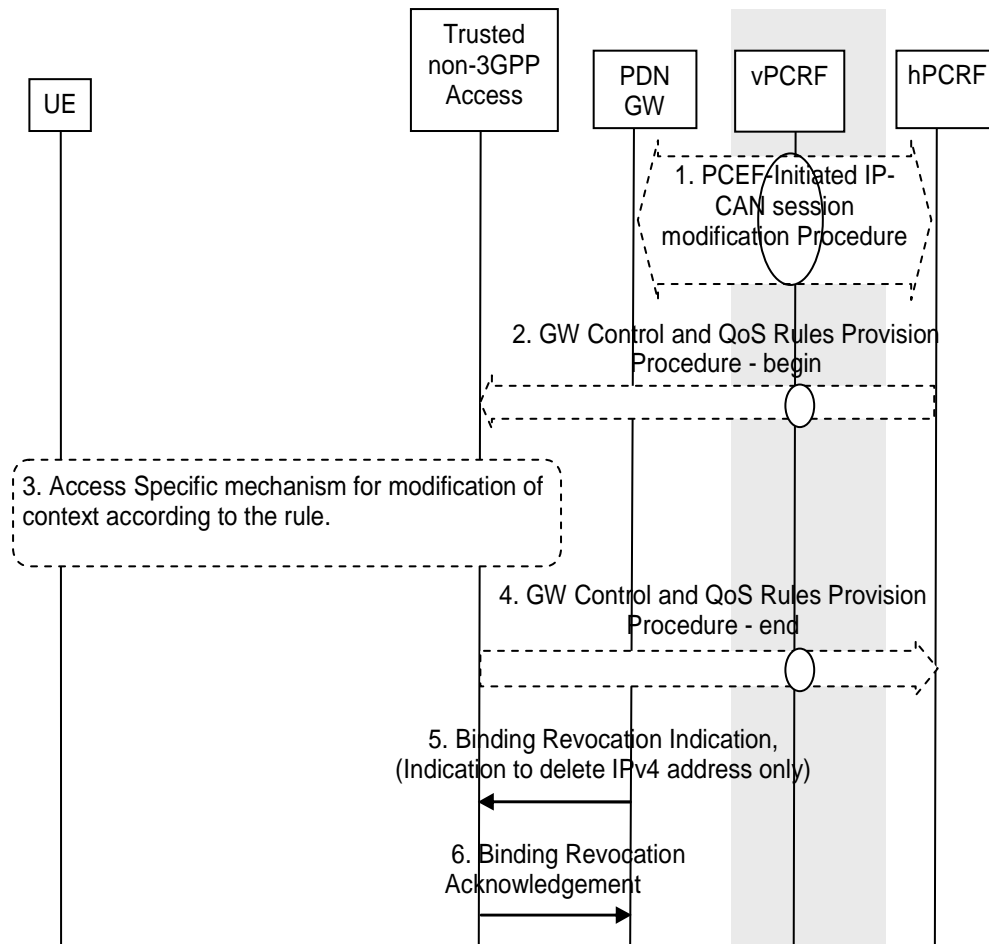 Trusted
non-3GPP
Access
UE
PDN
GW
vPCRF
hPCRF
1. PCEF-Initiated IP-
CAN session
modification Procedure
2. GW Control and QoS Rules Provision
Procedure - begin
3. Access Specific mechanism for modification of
context according to the rule.
4. GW Control and QoS Rules Provision
Procedure - end
5. Binding Revocation Indication,
(Indication to delete IPv4 address only)
6. Binding Revocation
Acknowledgement